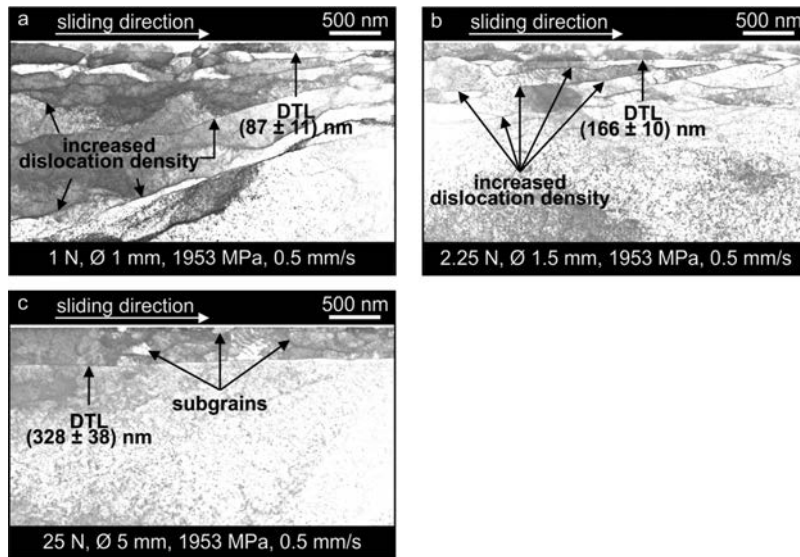 a
sliding direction
500 nm
DTL
(87 ± 11) nm
increased
dislocation density
1 N, Ø 1 mm, 1953 MPa, 0.5 mm/s
b
sliding direction
500 nm
DTL
(166 ± 10) nm
increased
dislocation density
2.25 N, Ø 1.5 mm, 1953 MPa, 0.5 mm/s
c
sliding direction
500 nm
subgrains
DTL
(328 ± 38) nm
25 N, Ø 5 mm, 1953 MPa, 0.5 mm/s